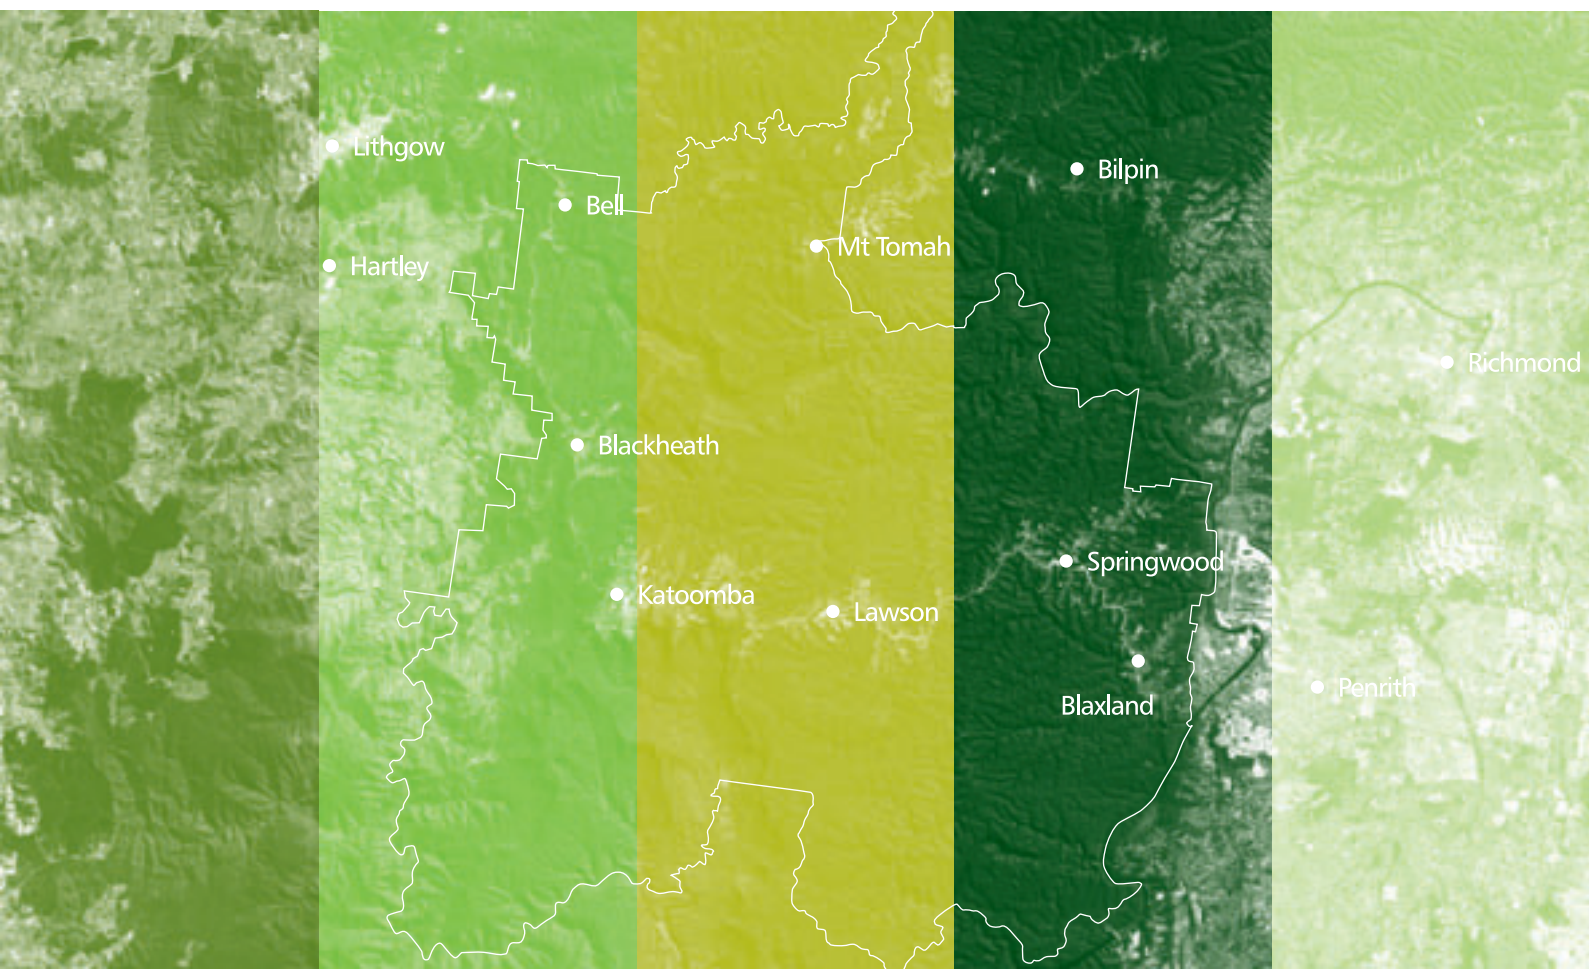 Lithgow
Bilpin
Bell
Mt Tomah
Hartley
Richmond
Blackheath
Springwood
Katoomba
Lawson
Penrith
Blaxland